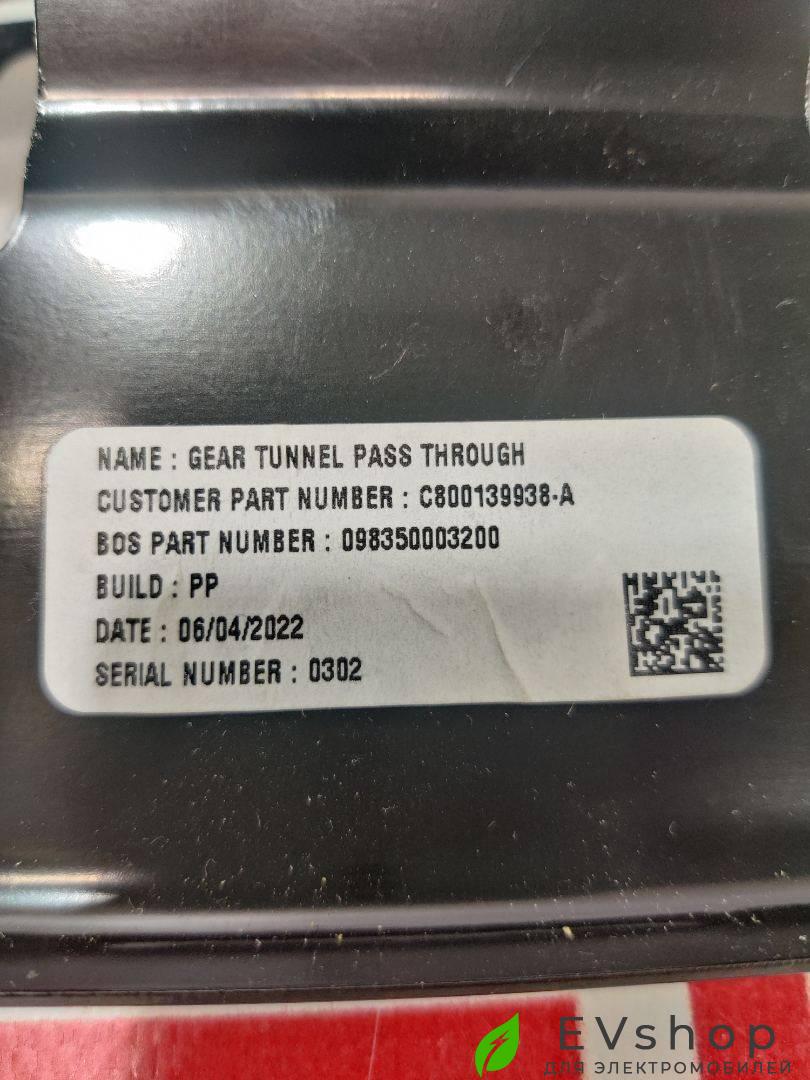 NAME : GEAR TUNNEL PASS THROUGH
CUSTOMER PART NUMBER : C800139938-A
BOS PART NUMBER : 098350003200
BUILD : PP
DATE : 06/04/2022
SERIAL NUMBER : 0302
EVshop
ДЛЯ ЭЛЕКТРОМОБИЛЕЙ